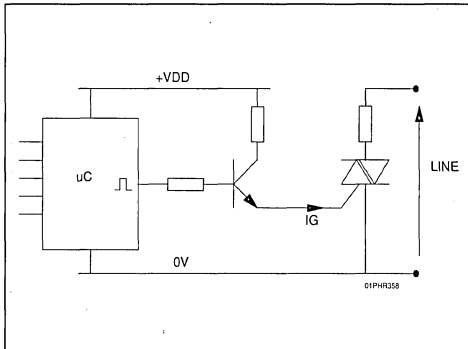 +VDD
uC
LINE
IG
0V
01PHR358